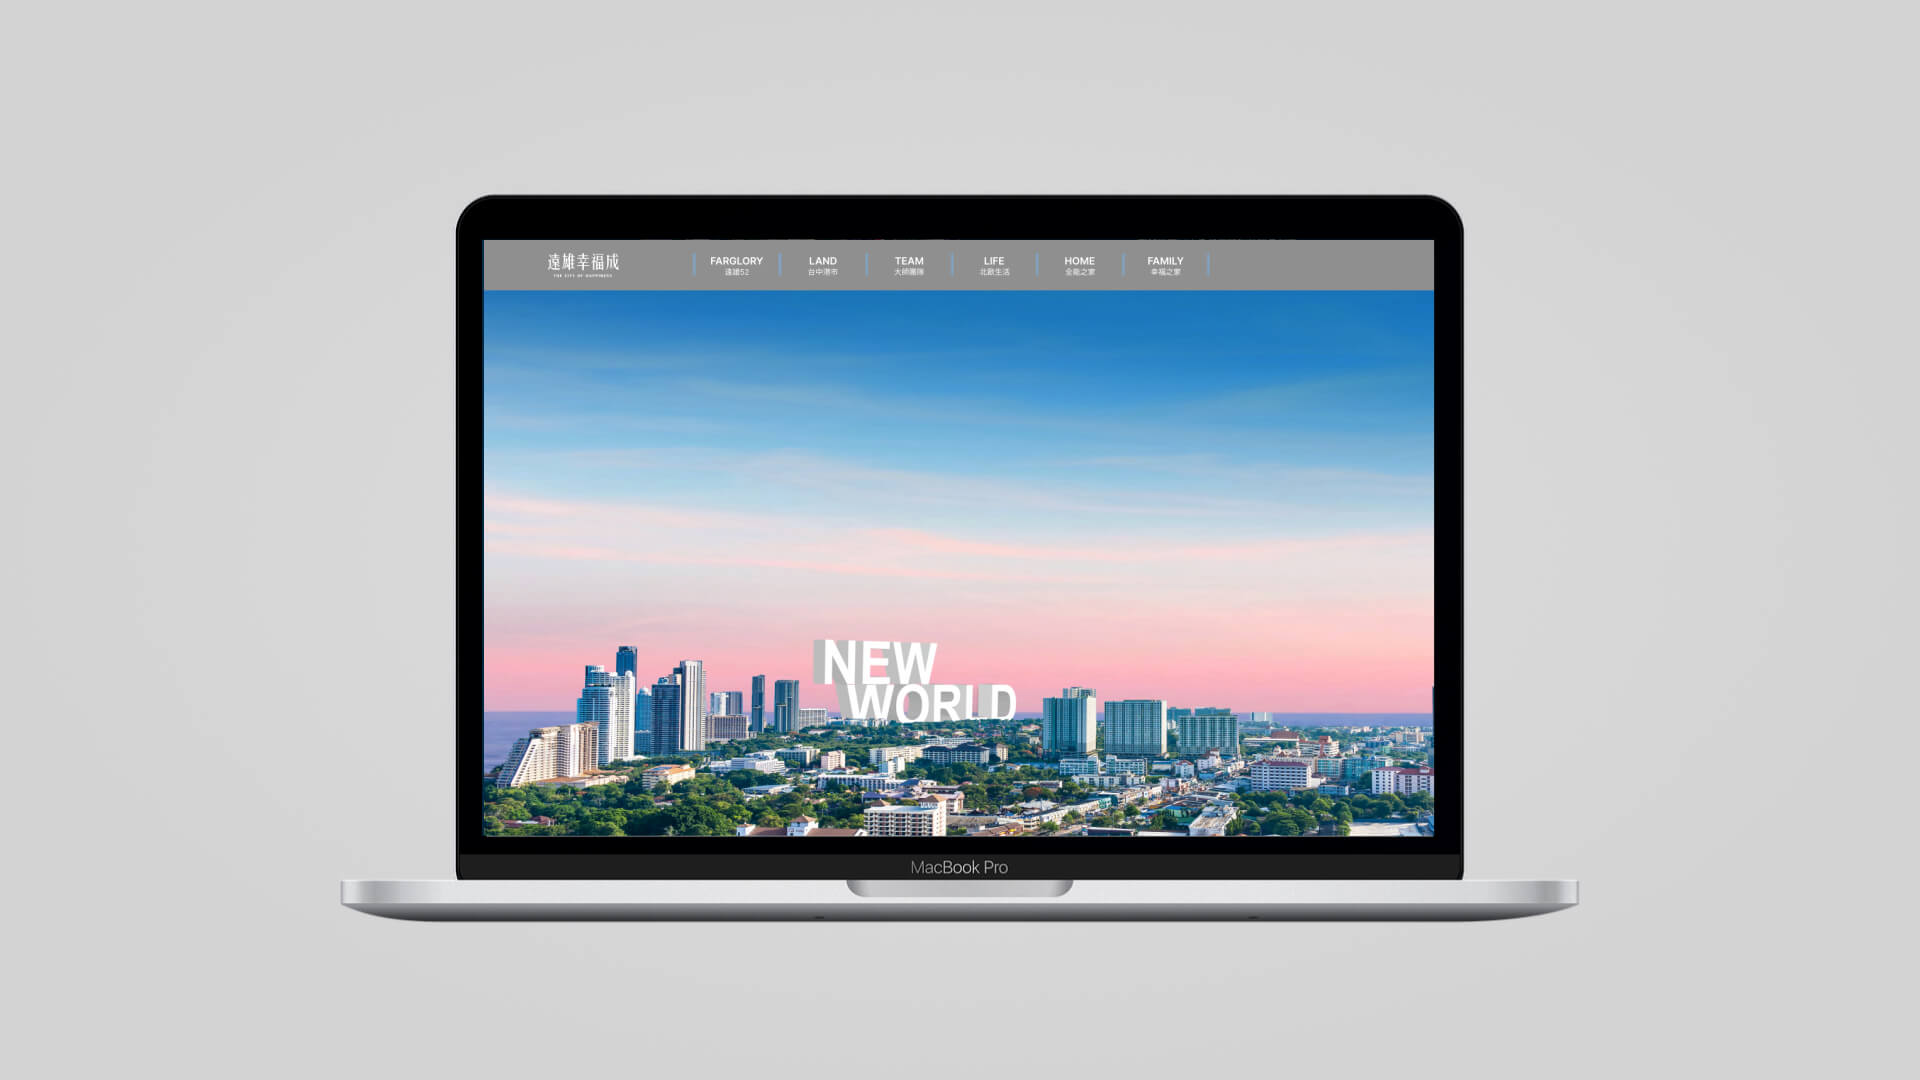 遠雄幸福成
THE CITY OF HAPPINESS
FARGLORY
遠雄52
LAND
台中港市
TEAM
大師團隊
LIFE
北歐生活
HOME
全能之家
FAMILY
幸福之家
NEW
WORLD
MacBook Pro